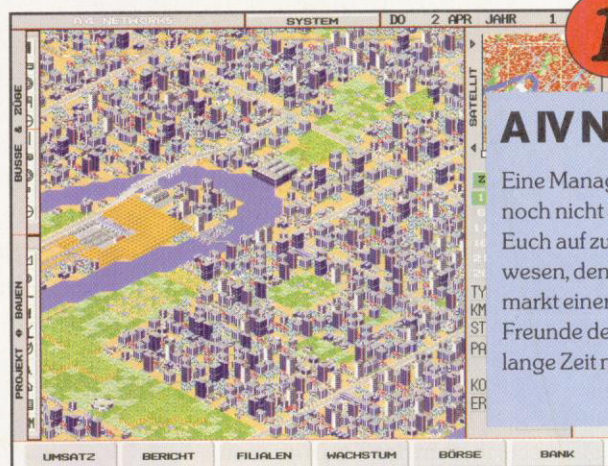 A4 NETWORKS
SYSTEM
DO 2 APR JAHR 1
BUSSE & ZÜGE
SATELLIT
PROJEKT BAUEN
TY
KM
ST
PA
KO
ER
UMSATZ
BERICHT
FILIALEN
WACHSTUM
BÖRSE
BANK
1
AIV N
Eine Manag
noch nicht
Euch auf zu
wesen, den
markt einer
Freunde de
lange Zeit n